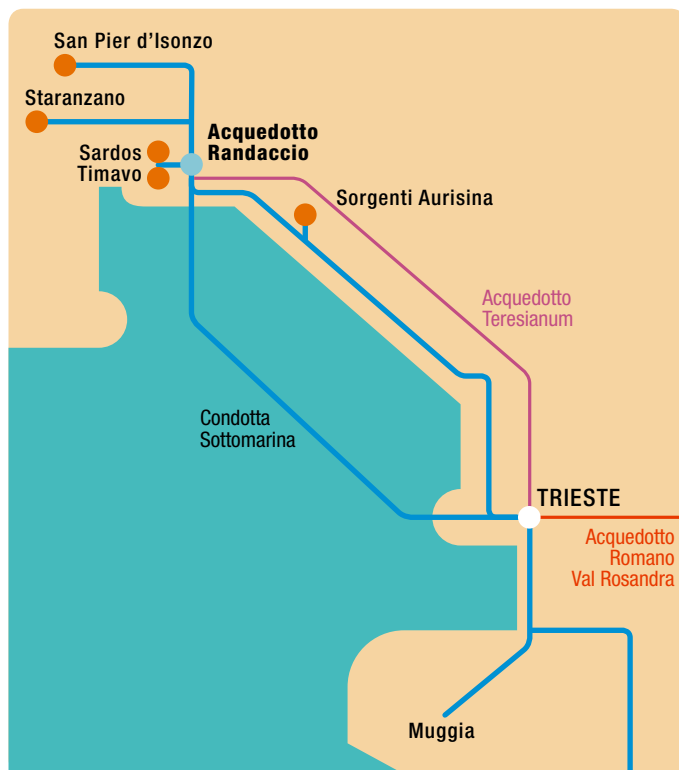 San Pier d'Isonzo
Staranzano
Acquedotto
Randaccio
Sardos
Timavo
Sorgenti Aurisina
Acquedotto
Teresianum
Condotta
Sottomarina
TRIESTE
Acquedotto
Romano
Val Rosandra
Muggia